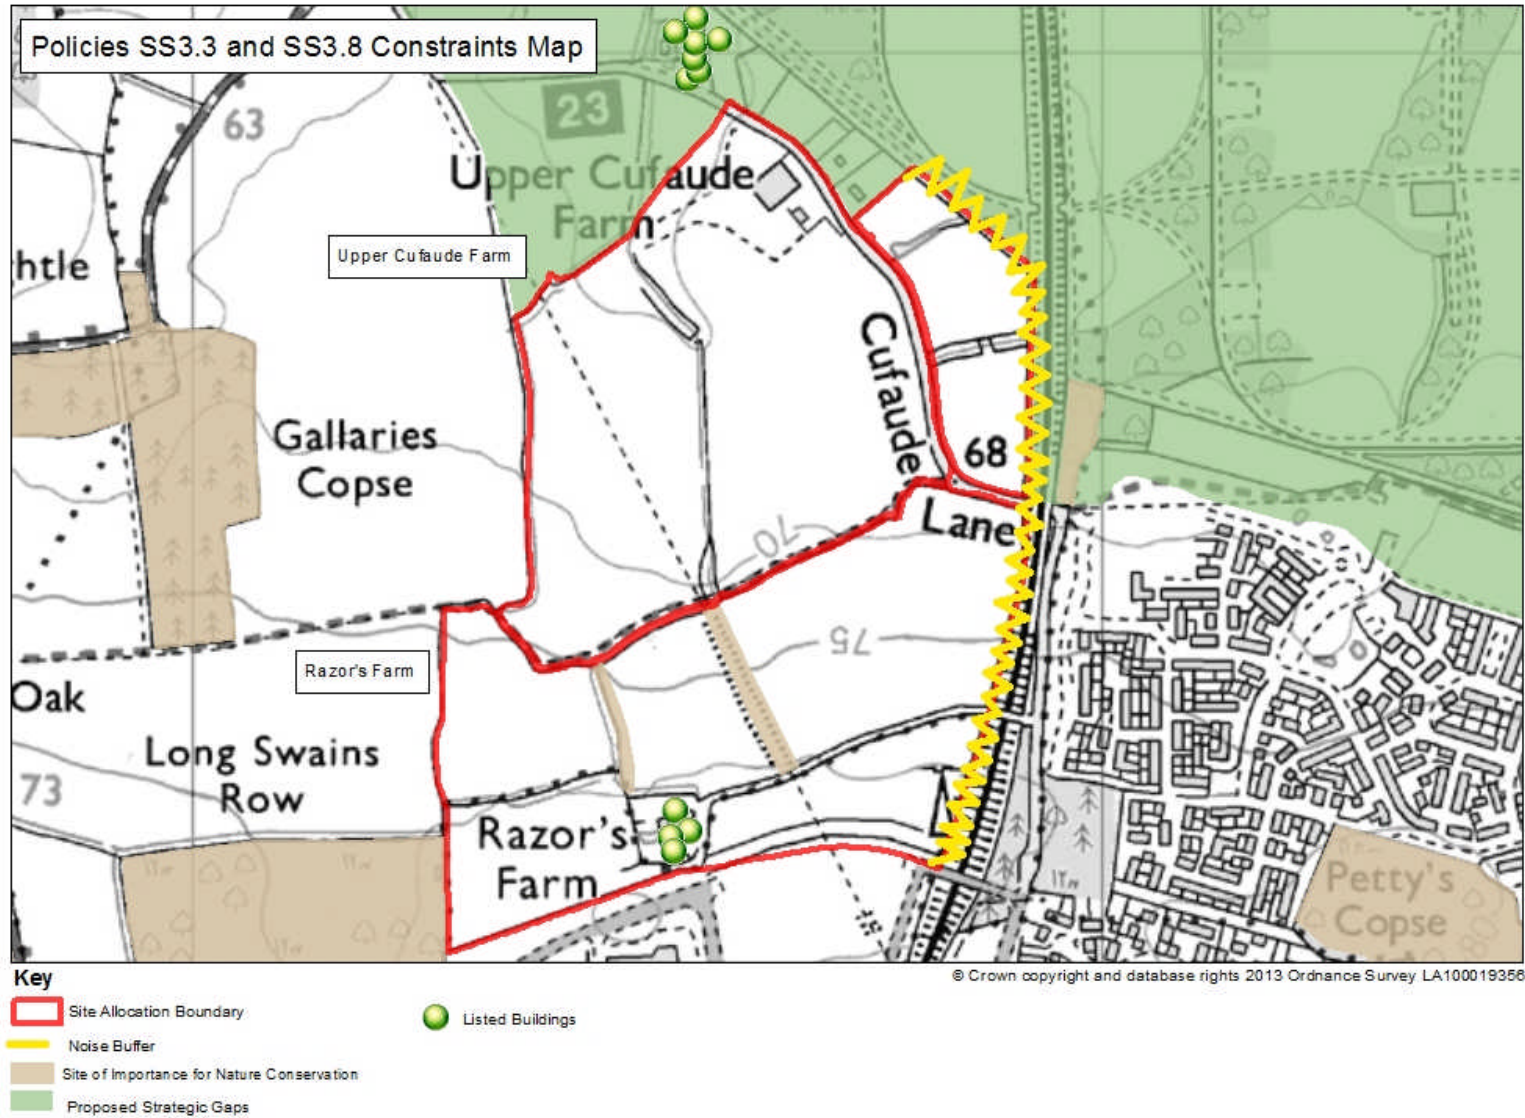 Policies SS3.3 and SS3.8 Constraints Map
23
63
Upper Cufaude
Farm
Upper Cufaude Farm
htle
Cufaude
Gallaries
Copse
68
Lane
70
75
Razor's Farm
Oak
Long Swains
Row
73
Razor's
Farm
Petty's
Copse
80
© Crown copyright and database rights 2013 Ordnance Survey LA100019356
Key
Site Allocation Boundary
Listed Buildings
Noise Buffer
Site of Importance for Nature Conservation
Proposed Strategic Gaps